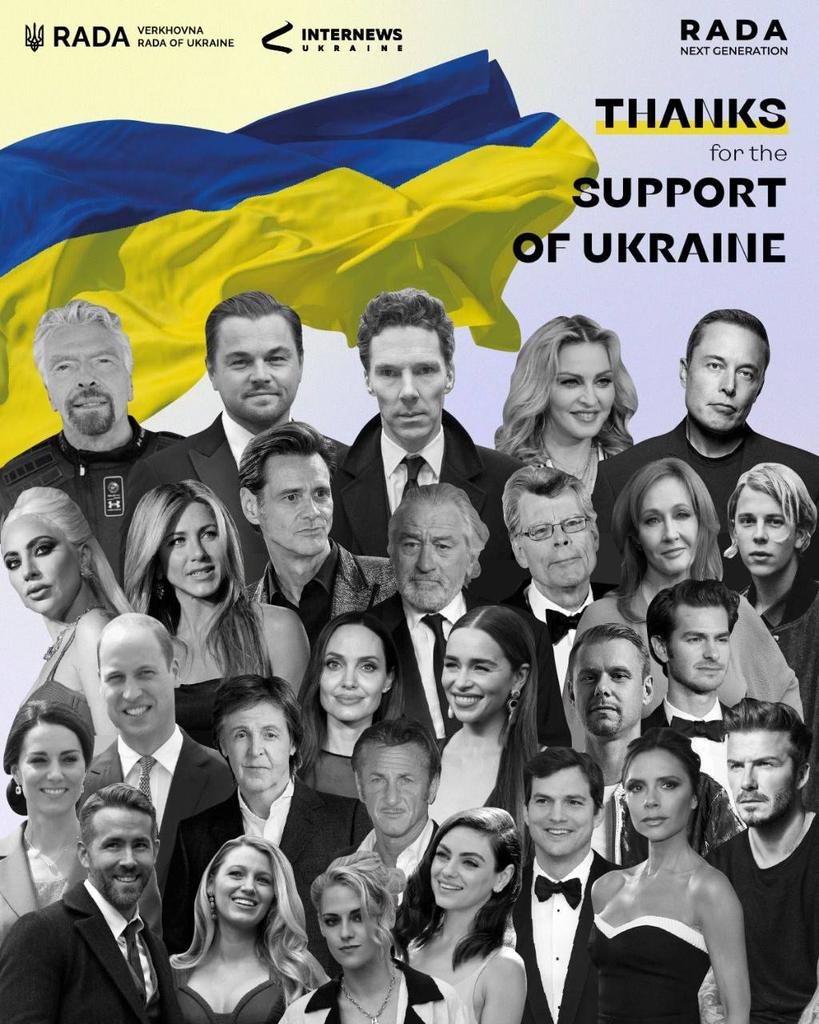 RADA VERKHOVNA
RADA OF UKRAINE
INTERNEWS
UKRAINE
RADA
NEXT GENERATION
THANKS
for the
SUPPORT
OF UKRAINE